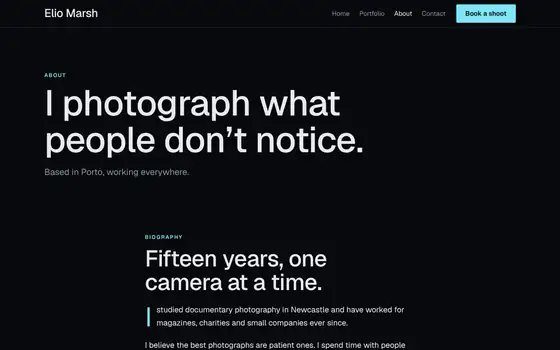 Elio Marsh
Home
Portfolio
About
Contact
Book a shoot
ABOUT
I photograph what
people don’t notice.
Based in Porto, working everywhere.
BIOGRAPHY
Fifteen years, one
camera at a time.
I studied documentary photography in Newcastle and have worked for
magazines, charities and small companies ever since.
I believe the best photographs are patient ones. I spend time with people